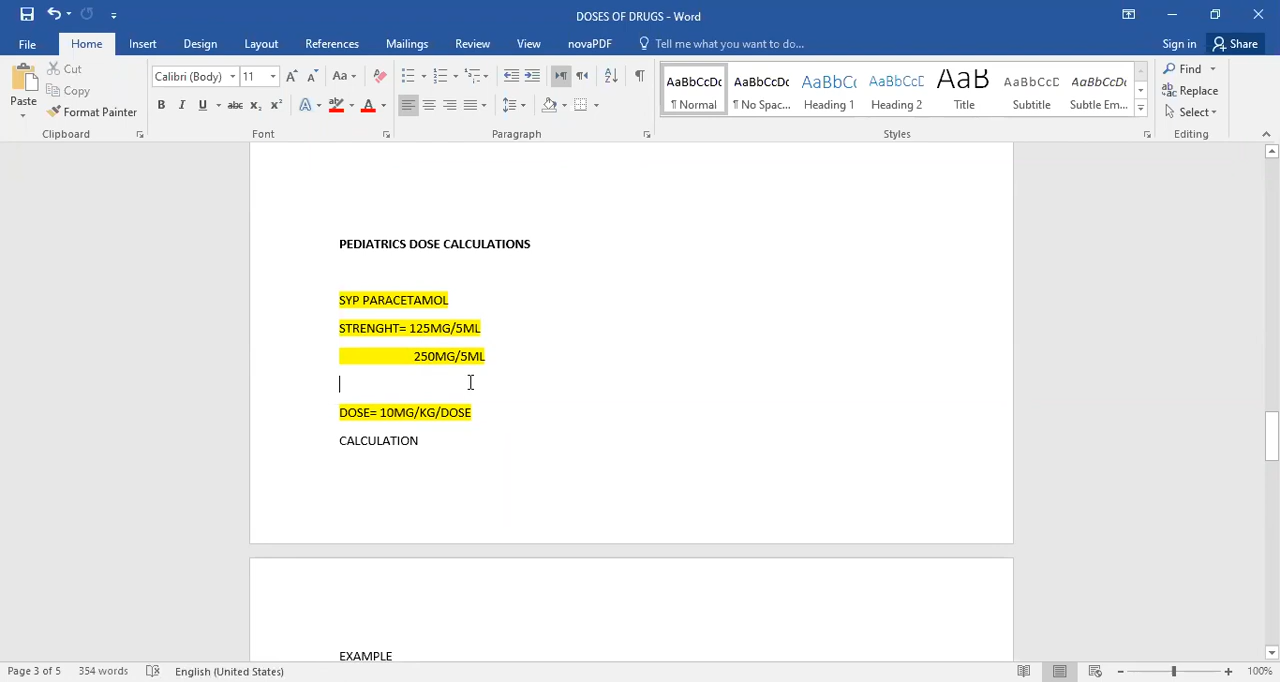 DOSES OF DRUGS - Word
File Home Insert Design Layout References Mailings Review View novaPDF Tell me what you want to do... Sign in Share
Paste
Cut
Copy
Format Painter
Clipboard
Calibri (Body) 11
Font
Paragraph
AaBbCcDc AaBbCcDc AaBbC( AaBbCcD AaB AaBbCcD AaBbCcDc
¶ Normal ¶ No Spac... Heading 1 Heading 2 Title Subtitle Subtle Em...
Styles
Find
Replace
Select
Editing
PEDIATRICS DOSE CALCULATIONS
SYP PARACETAMOL
STRENGHT= 125MG/5ML
250MG/5ML
DOSE= 10MG/KG/DOSE
CALCULATION
EXAMPLE
Page 3 of 5 354 words English (United States) 100%